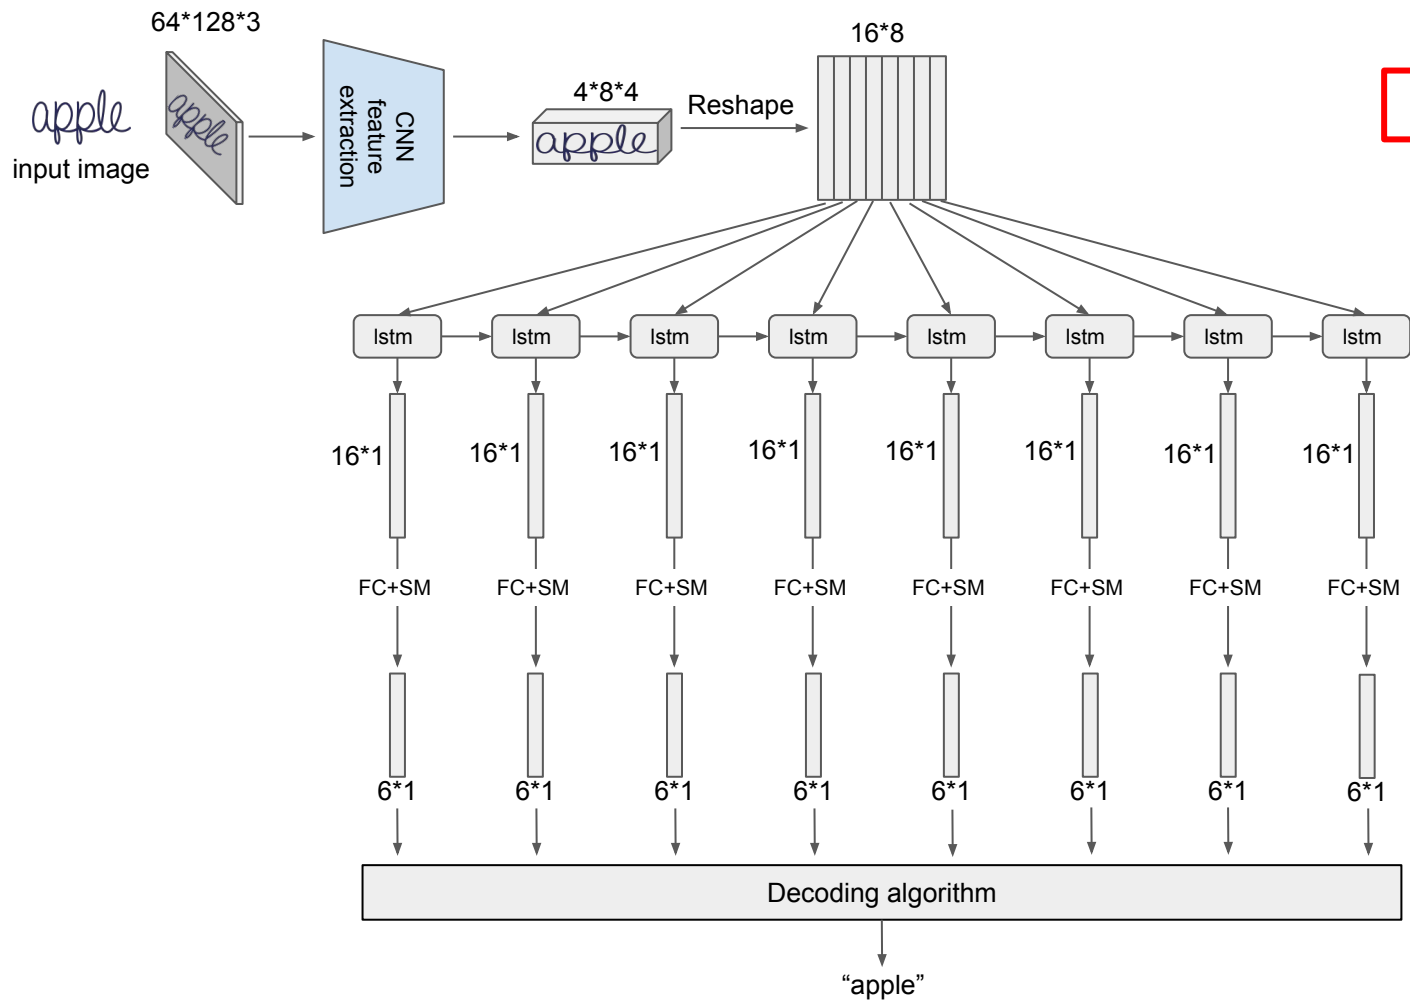 64*128*3
16*8
apple
apple
CNN
feature
extraction
4*8*4
apple
Reshape
input image
lstm lstm lstm lstm lstm lstm lstm lstm
16*1 16*1 16*1 16*1 16*1 16*1 16*1 16*1
FC+SM FC+SM FC+SM FC+SM FC+SM FC+SM FC+SM FC+SM
6*1 6*1 6*1 6*1 6*1 6*1 6*1 6*1
Decoding algorithm
“apple”